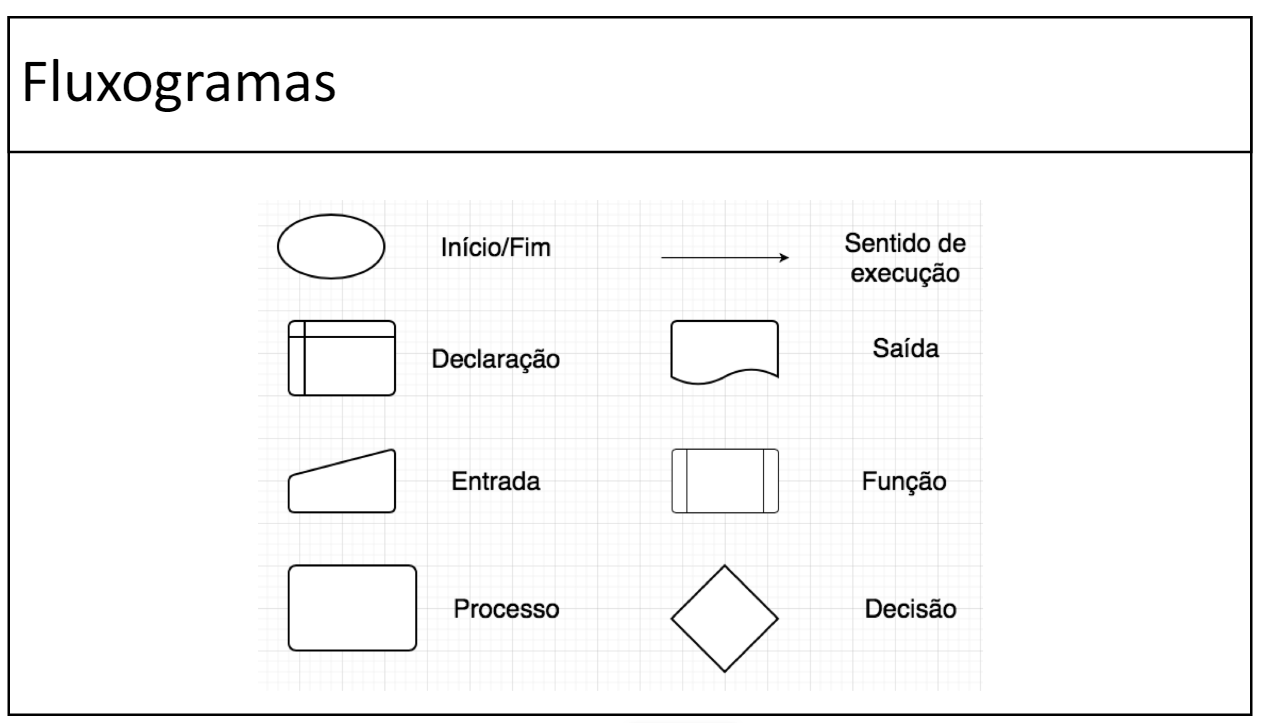 Fluxogramas
Início/Fim
Sentido de
execução
Declaração
Saída
Entrada
Função
Processo
Decisão